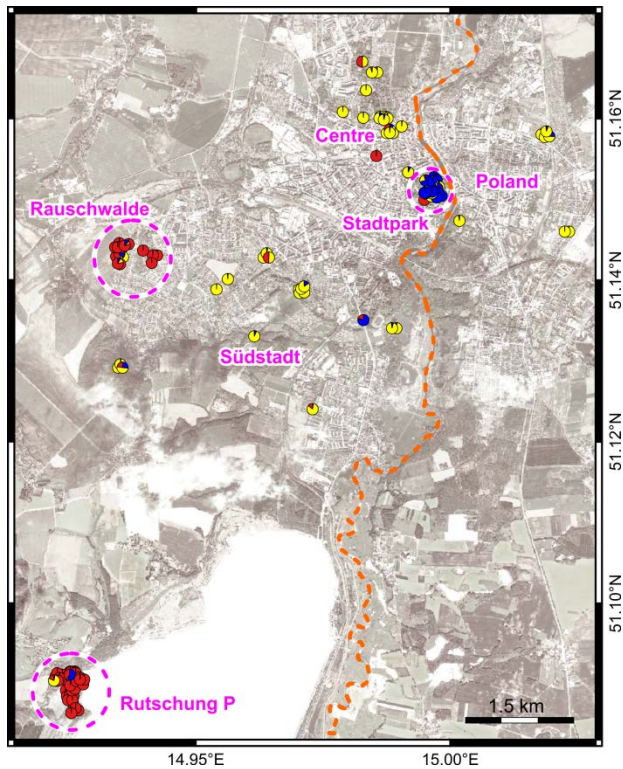 51.16°N
Centre
Poland
Rauschwalde
Stadtpark
51.14°N
Südstadt
51.12°N
51.10°N
Rutschung P
1.5 km
14.95°E
15.00°E